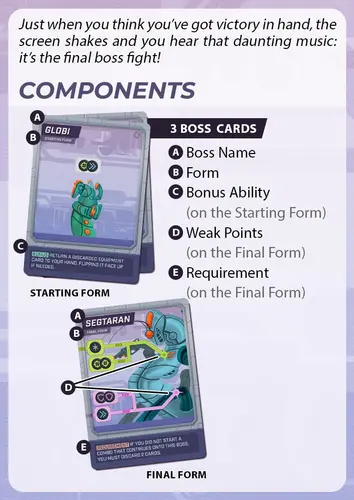 Just when you think you've got victory in hand, the
screen shakes and you hear that daunting music:
it's the final boss fight!
COMPONENTS
A
B
GLOBI
STARTING FORM
C
BONUS: RETURN A DISCARDED EQUIPMENT
CARD TO YOUR HAND, FLIPPING IT FACE UP
IF NEEDED.
STARTING FORM
3 BOSS CARDS
A Boss Name
B Form
C Bonus Ability
(on the Starting Form)
D Weak Points
(on the Final Form)
E Requirement
(on the Final Form)
A
B
SEGTARAN
FINAL FORM
D
E
REQUIREMENT: IF YOU DID NOT START A
COMBO THAT CONTINUES ONTO THIS BOSS,
YOU MUST DISCARD 2 CARDS.
FINAL FORM